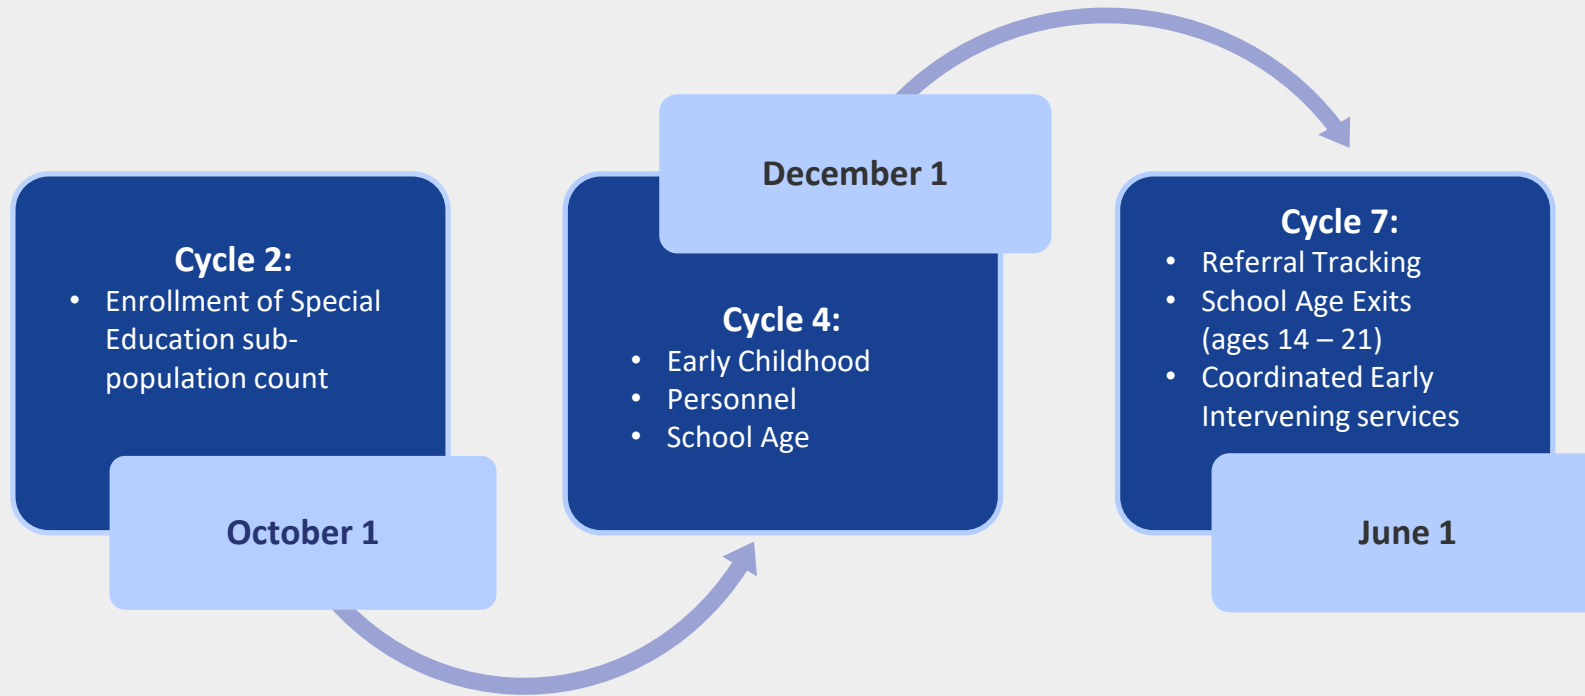 Cycle 2:
• Enrollment of Special
Education sub-
population count
October 1
December 1
Cycle 4:
• Early Childhood
• Personnel
• School Age
Cycle 7:
• Referral Tracking
• School Age Exits
(ages 14 – 21)
• Coordinated Early
Intervening services
June 1